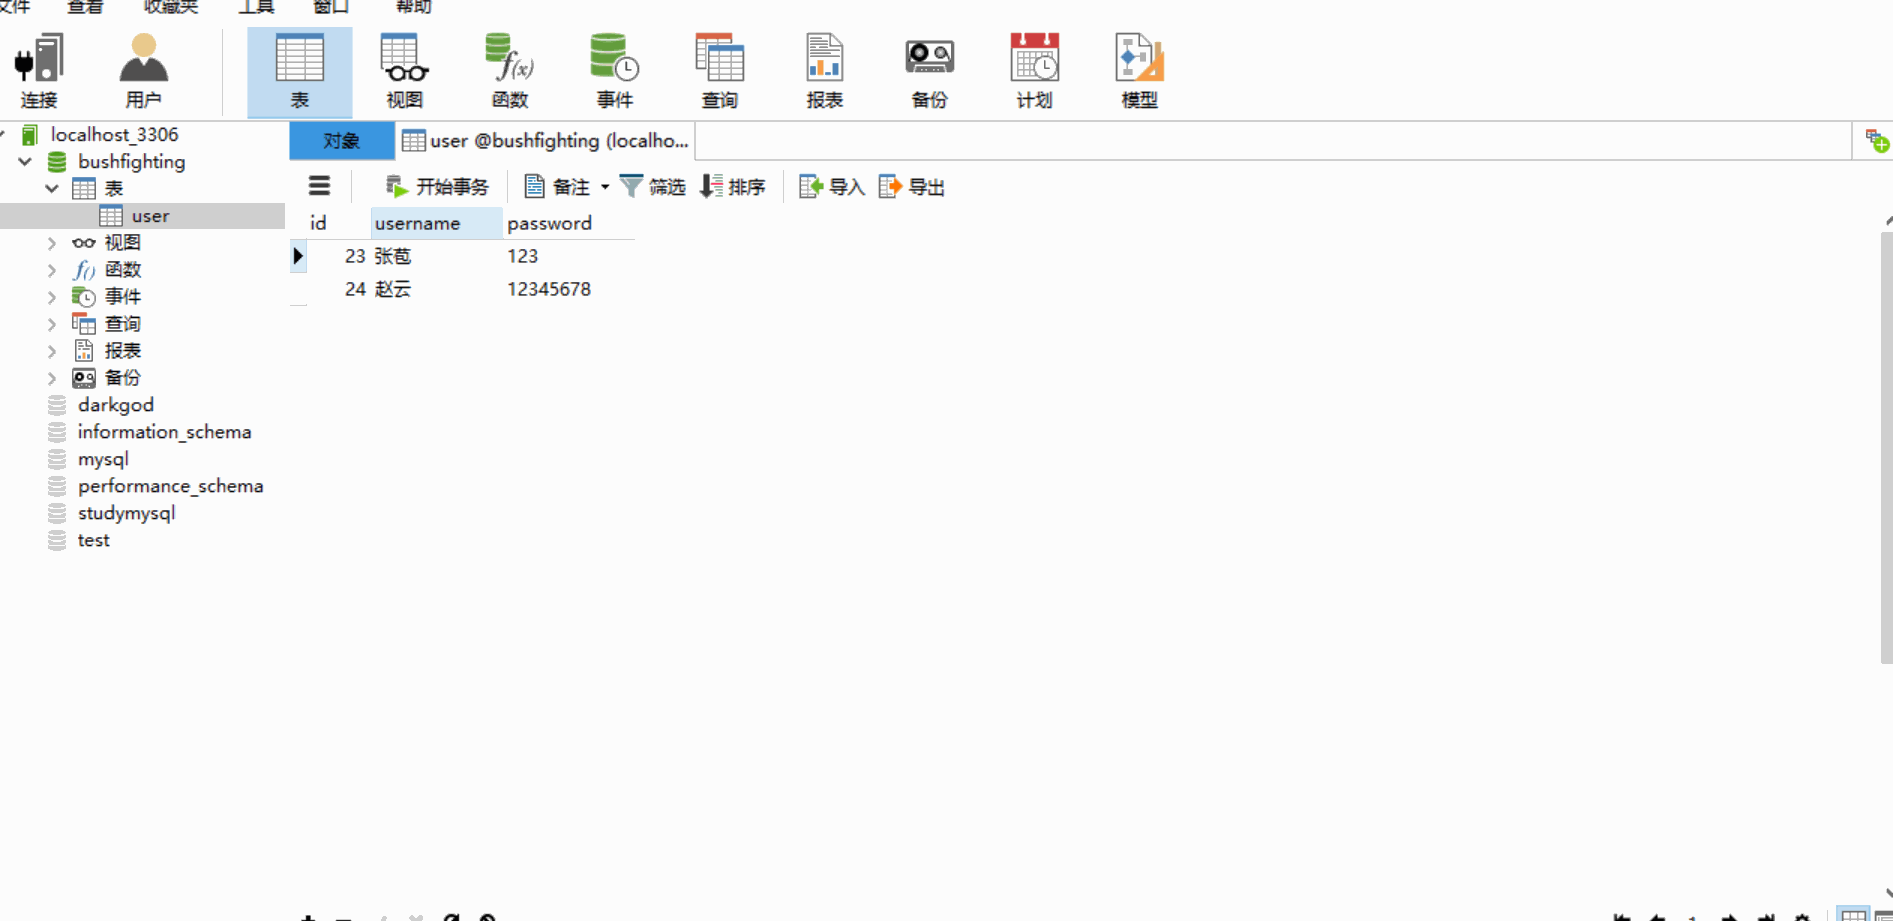 文件 查看 收藏夹 工具 窗口 帮助
连接 用户 表 视图 函数 事件 查询 报表 备份 计划 模型
localhost_3306
bushfighting
表
user
视图
函数
事件
查询
报表
备份
darkgod
information_schema
mysql
performance_schema
studymysql
test
对象 user @bushfighting (localho...
开始事务 备注 筛选 排序 导入 导出
id username password
23 张苞 123
24 赵云 12345678